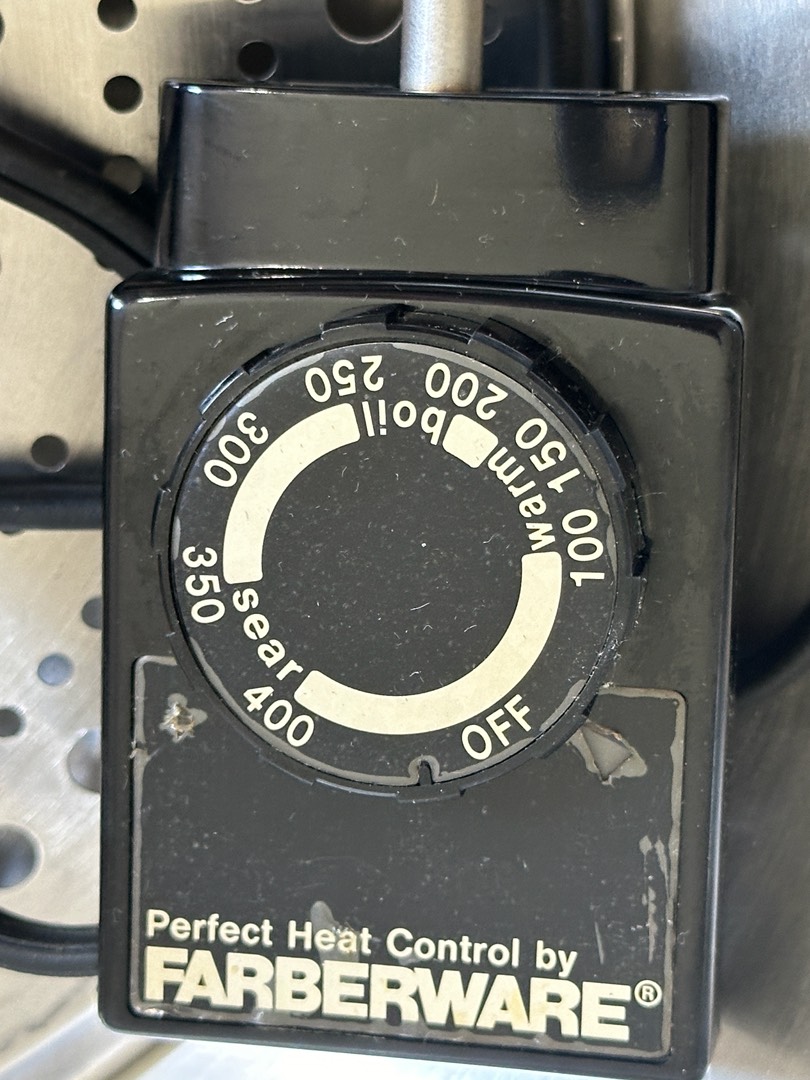 OFF
100
150
200
250
300
350
400
warm
boil
sear
Perfect Heat Control by
FARBERWARE®